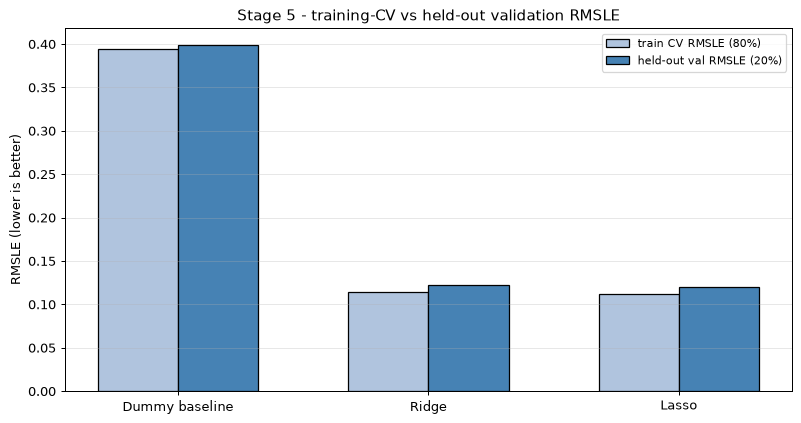 Stage 5 - training-CV vs held-out validation RMSLE
train CV RMSLE (80%)
held-out val RMSLE (20%)
RMSLE (lower is better)
0.40
0.35
0.30
0.25
0.20
0.15
0.10
0.05
0.00
Dummy baseline
Ridge
Lasso